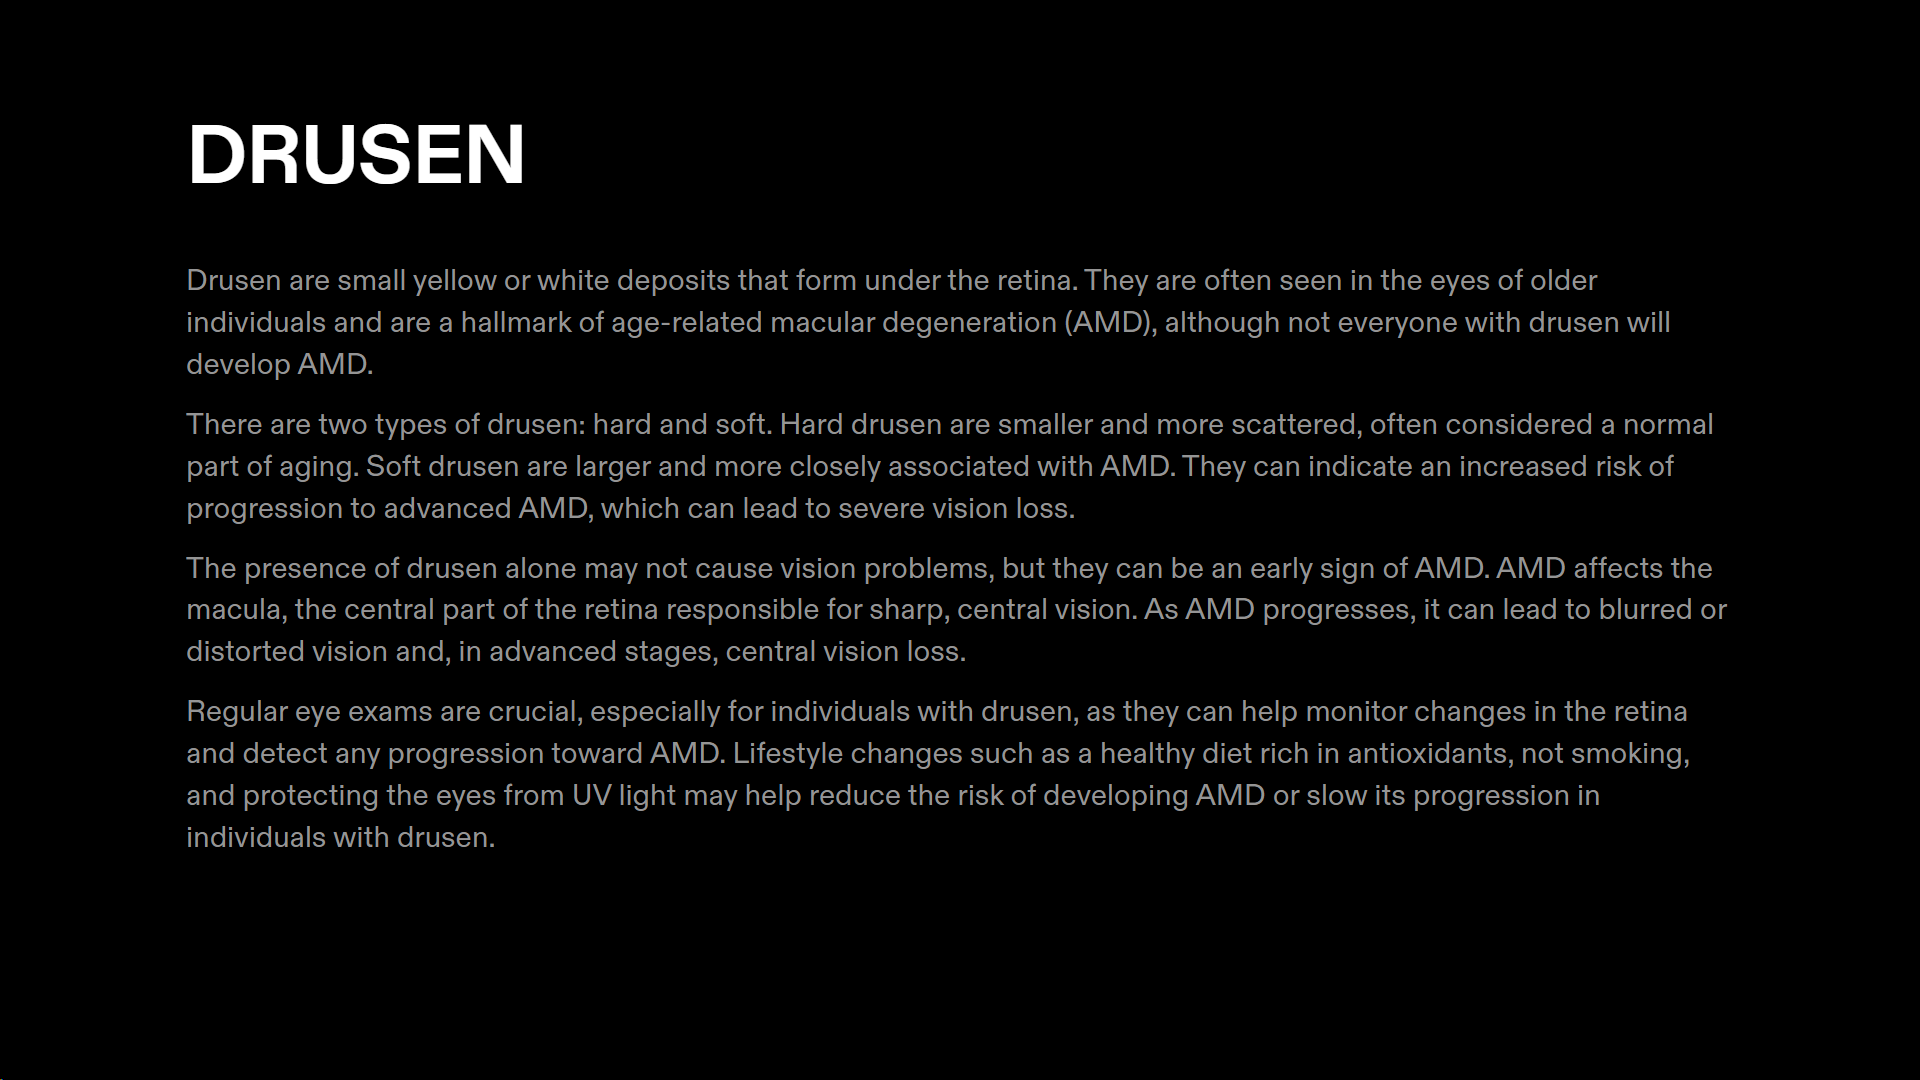 DRUSEN
Drusen are small yellow or white deposits that form under the retina. They are often seen in the eyes of older
individuals and are a hallmark of age-related macular degeneration (AMD), although not everyone with drusen will
develop AMD.
There are two types of drusen: hard and soft. Hard drusen are smaller and more scattered, often considered a normal
part of aging. Soft drusen are larger and more closely associated with AMD. They can indicate an increased risk of
progression to advanced AMD, which can lead to severe vision loss.
The presence of drusen alone may not cause vision problems, but they can be an early sign of AMD. AMD affects the
macula, the central part of the retina responsible for sharp, central vision. As AMD progresses, it can lead to blurred or
distorted vision and, in advanced stages, central vision loss.
Regular eye exams are crucial, especially for individuals with drusen, as they can help monitor changes in the retina
and detect any progression toward AMD. Lifestyle changes such as a healthy diet rich in antioxidants, not smoking,
and protecting the eyes from UV light may help reduce the risk of developing AMD or slow its progression in
individuals with drusen.